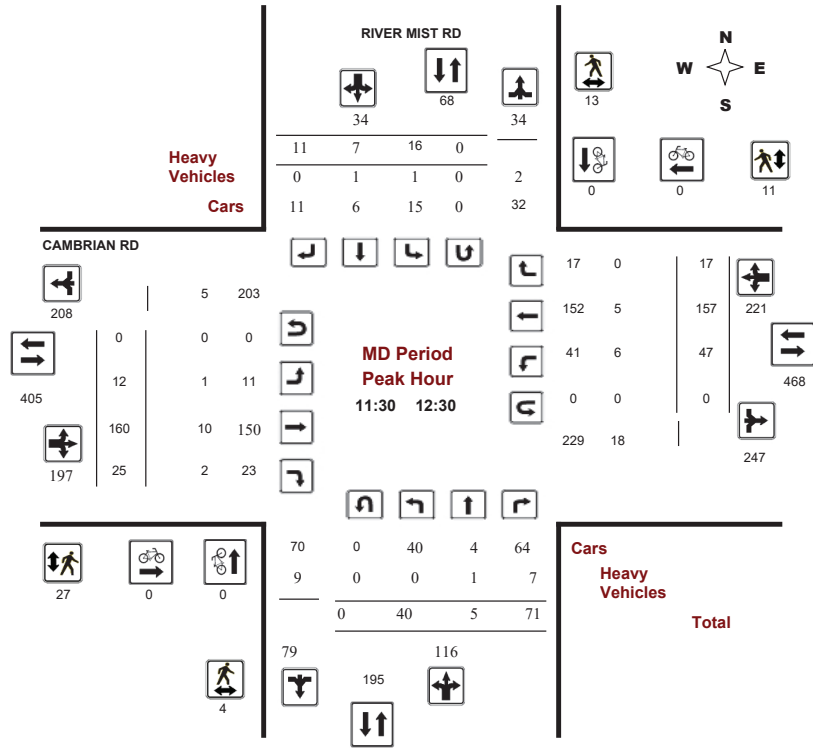 RIVER MIST RD
N
W E
S
68
13
34 34
11 7 16 0
Heavy
Vehicles
0 1 1 0 2
Cars
11 6 15 0 32
0 0 11
CAMBRIAN RD
208
5 203
17 0 17
221
0 0 0
152 5 157
MD Period
Peak Hour
11:30 12:30
405
12 1 11
41 6 47
468
160 10 150
0 0 0
197
25 2 23
229 18
247
70 0 40 4 64
Cars
9 0 0 1 7
Heavy
Vehicles
27 0 0
0 40 5 71
Total
79 116
195
4